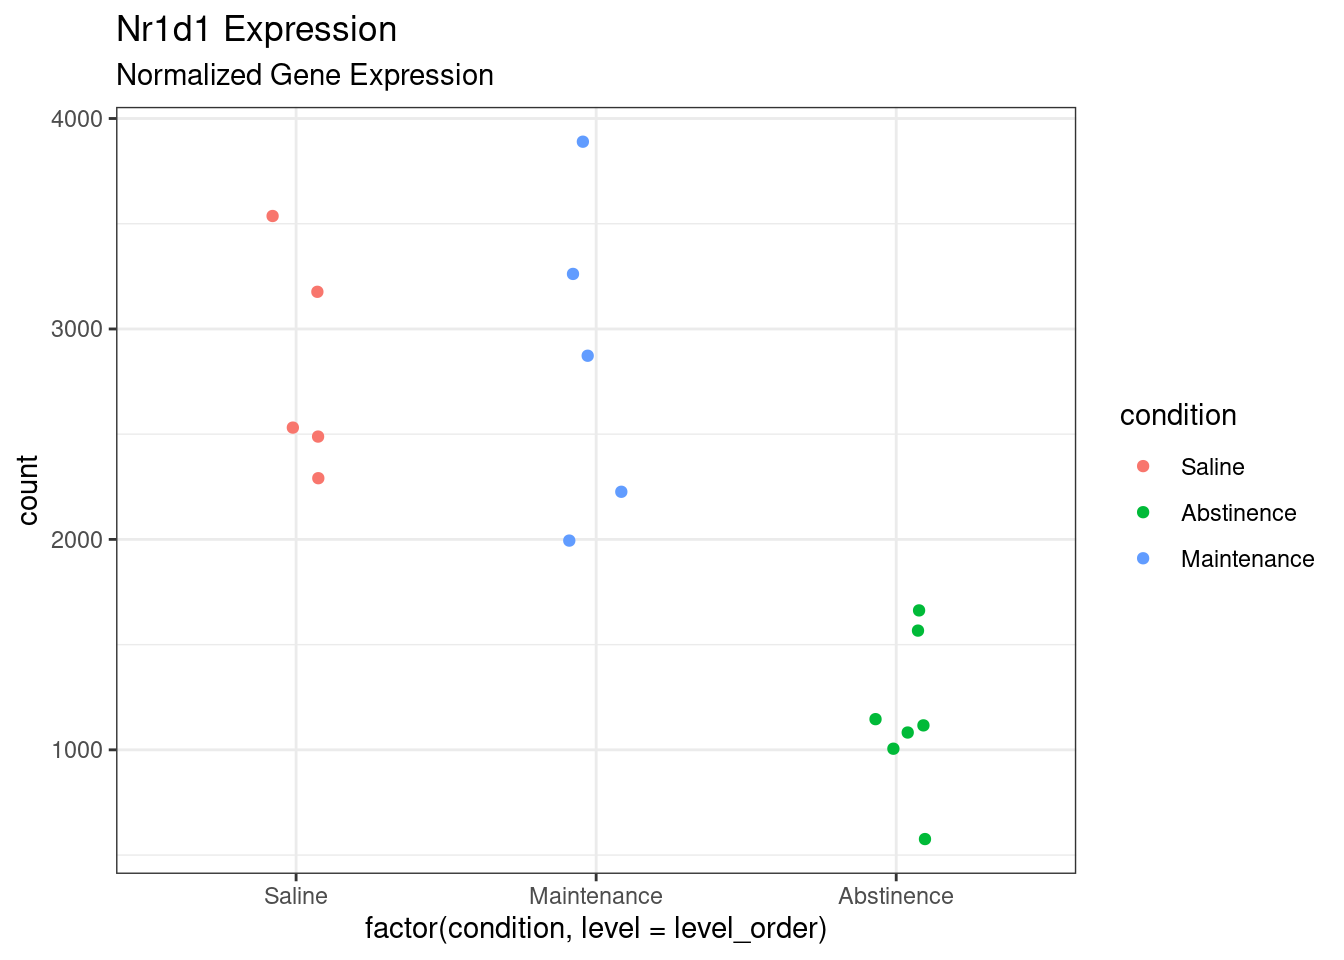 Nr1d1 Expression
Normalized Gene Expression
4000
3000
2000
1000
count
Saline
Maintenance
Abstinence
factor(condition, level = level_order)
condition
Saline
Abstinence
Maintenance